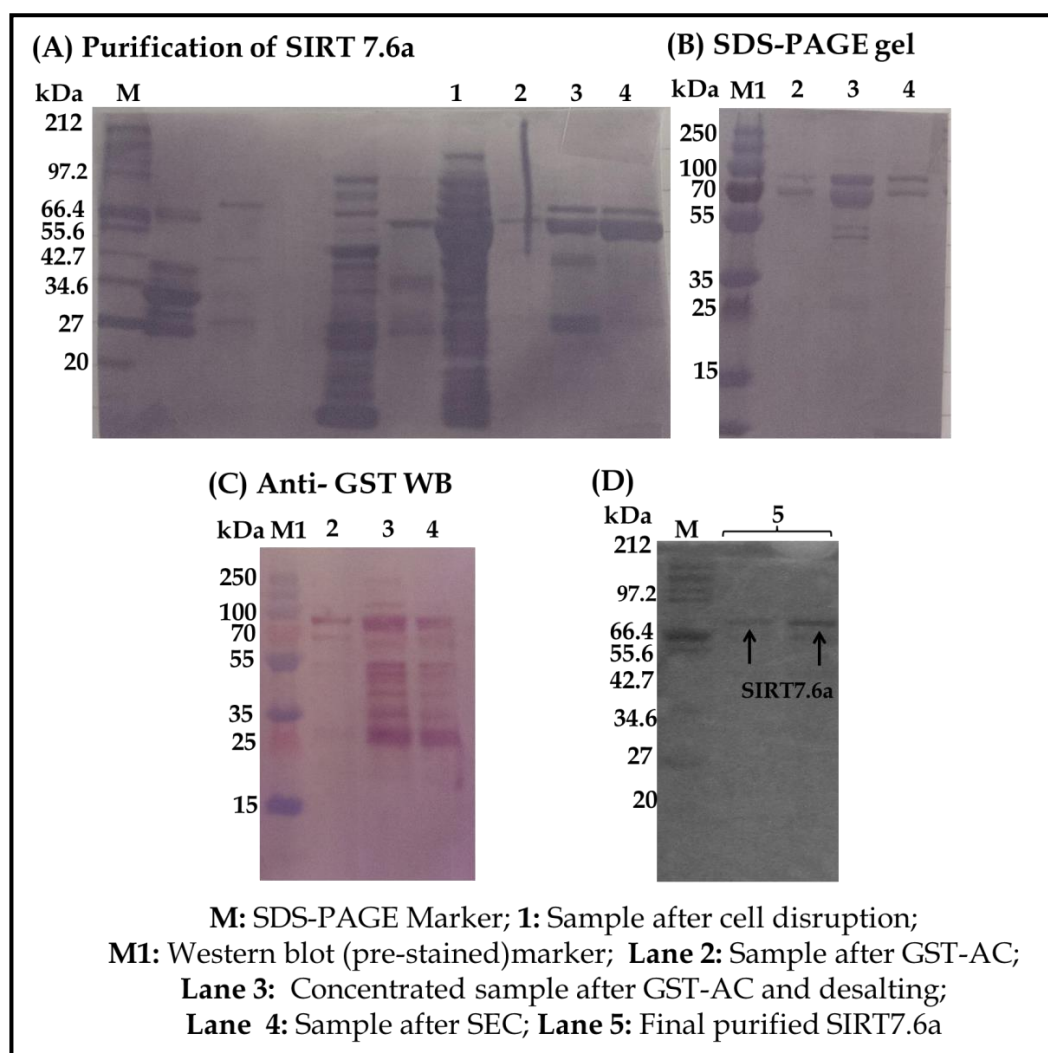 (A) Purification of SIRT 7.6a
kDa M 1 2 3 4
212
97.2
66.4
55.6
42.7
34.6
27
20
(B) SDS-PAGE gel
kDa M1 2 3 4
250
100
70
55
35
25
15
(C) Anti- GST WB
kDa M1 2 3 4
250
100
70
55
35
25
15
(D)
kDa M 5
212
97.2
66.4
55.6
42.7
34.6
27
20
SIRT7.6a
M: SDS-PAGE Marker; 1: Sample after cell disruption;
M1: Western blot (pre-stained)marker; Lane 2: Sample after GST-AC;
Lane 3: Concentrated sample after GST-AC and desalting;
Lane 4: Sample after SEC; Lane 5: Final purified SIRT7.6a